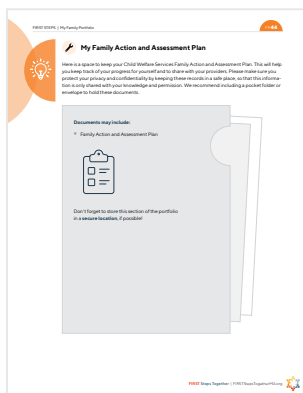 FIRST STEPS | My Family Portfolio
My Family Action and Assessment Plan
Here is a space to keep your Child Welfare Services Family Action and Assessment Plan. This will help
you keep track of your progress for yourself and to share with your providers. Please make sure you
protect your privacy and confidentiality by keeping these records in a safe place, so that this informa-
tion is only shared with your knowledge and permission. We recommend including a pocket folder or
envelope to hold these documents.
Documents may include:
Family Action and Assessment Plan
Don't forget to store this section of the portfolio
in a secure location, if possible!
FIRST Steps Together | FIRSTStepsTogetherMA.org